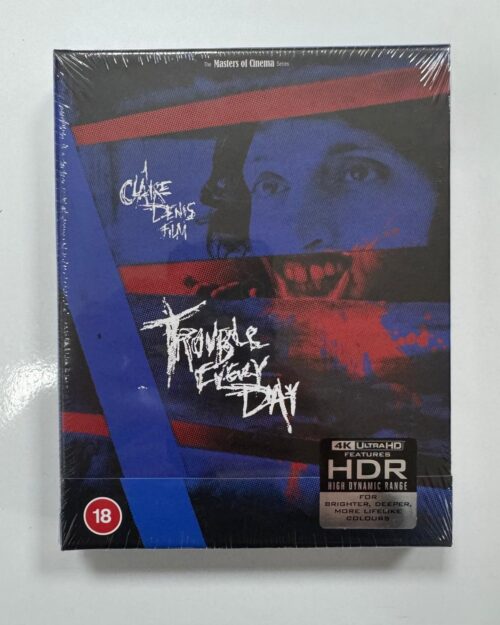 The Masters of Cinema Series
A
CLAIRE
DENIS
FILM
TROUBLE
EVERY
DAY
4K ULTRA HD
FEATURES
HDR
HIGH DYNAMIC RANGE
FOR
BRIGHTER, DEEPER,
MORE LIFELIKE
COLOURS
18